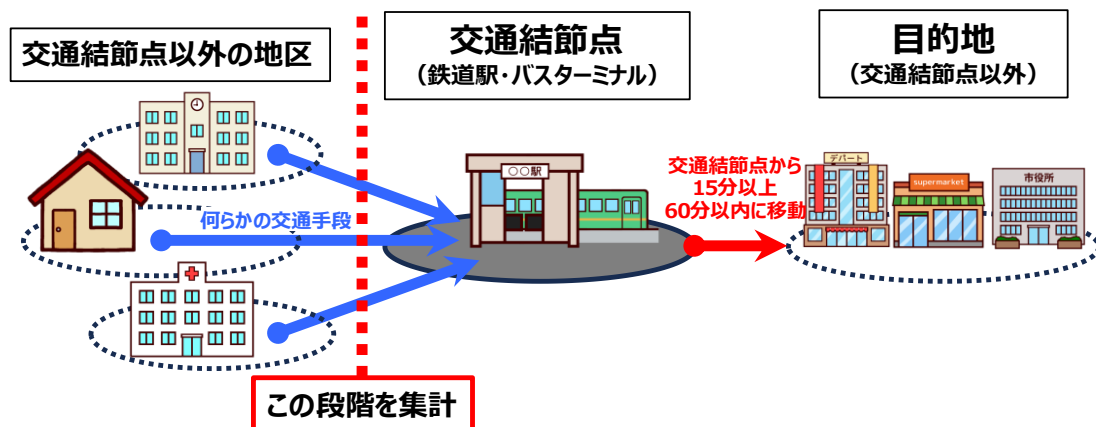 交通結節点以外の地区
交通結節点
（鉄道駅・バスターミナル）
目的地
（交通結節点以外）
何らかの交通手段
○○駅
交通結節点から
15分以上
60分以内に移動
デパート
supermarket
市役所
この段階を集計